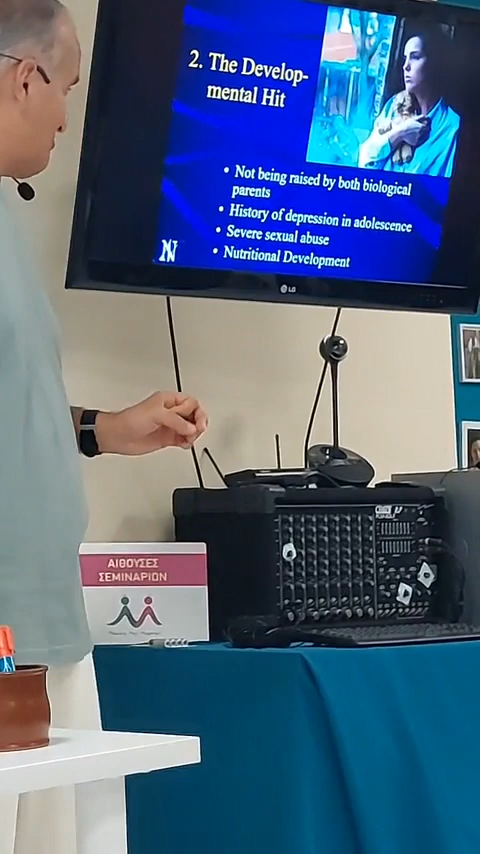 2. The Develop-
mental Hit
• Not being raised by both biological
parents
• History of depression in adolescence
• Severe sexual abuse
• Nutritional Development
N
LG
ΑΙΘΟΥΣΕΣ
ΣΕΜΙΝΑΡΙΩΝ